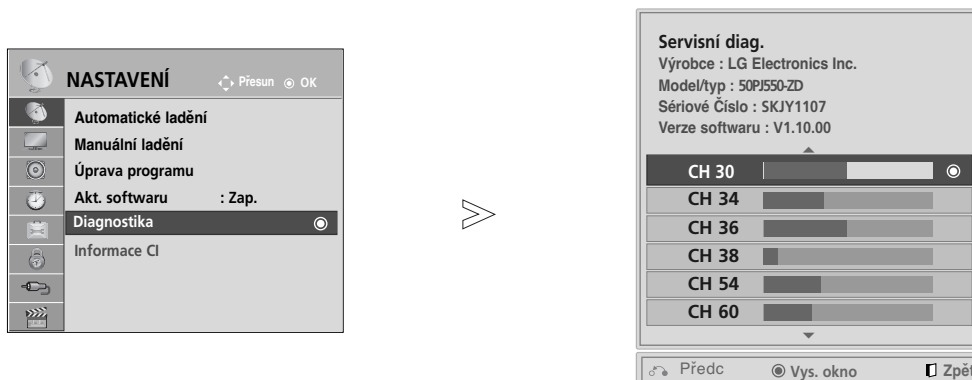 NASTAVENÍ Přesun OK
Automatické ladění
Manuální ladění
Úprava programu
Akt. softwaru : Zap.
Diagnostika
Informace CI
Servisní diag.
Výrobce : LG Electronics Inc.
Model/typ : 50PJ550-ZD
Sériové Číslo : SKJY1107
Verze softwaru : V1.10.00
CH 30
CH 34
CH 36
CH 38
CH 54
CH 60
Předc Vys. okno Zpět